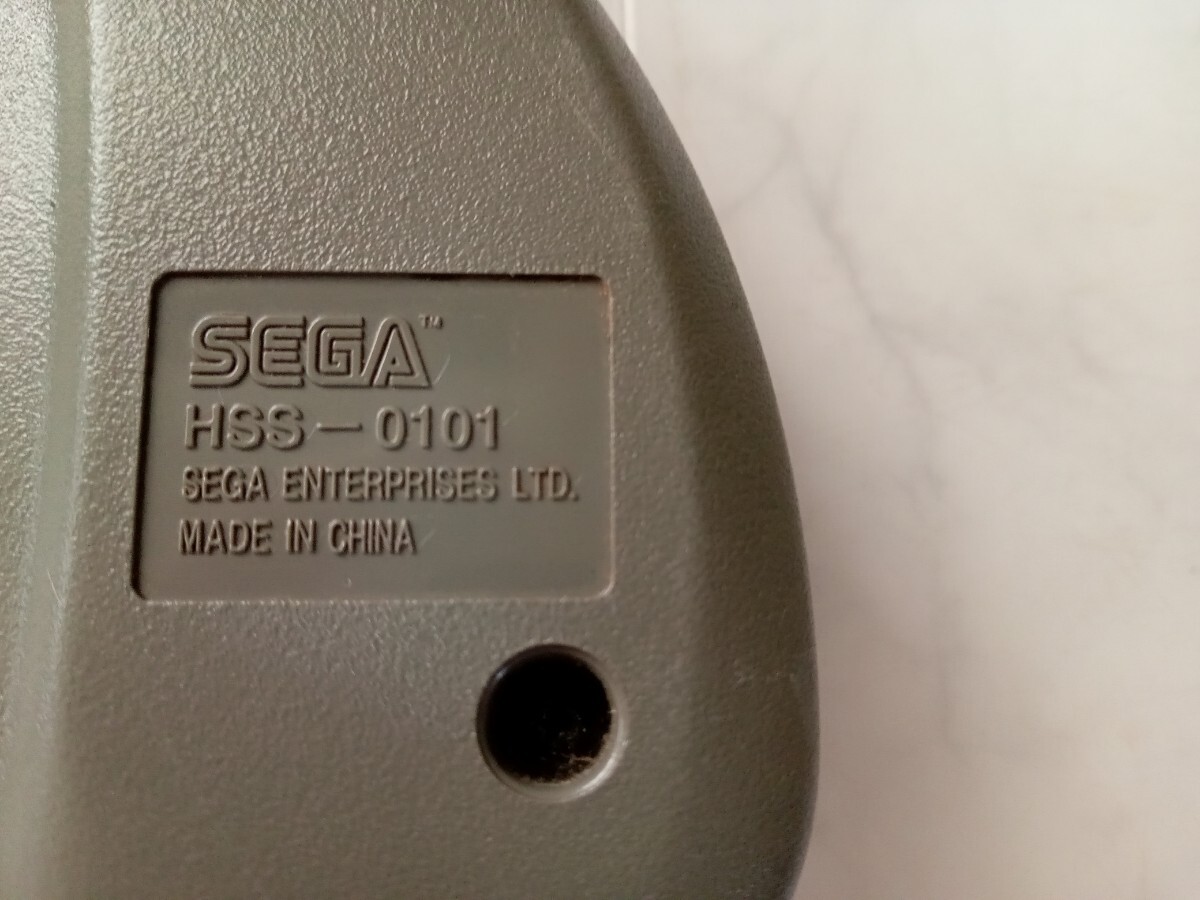 SEGA™
HSS-0101
SEGA ENTERPRISES LTD.
MADE IN CHINA